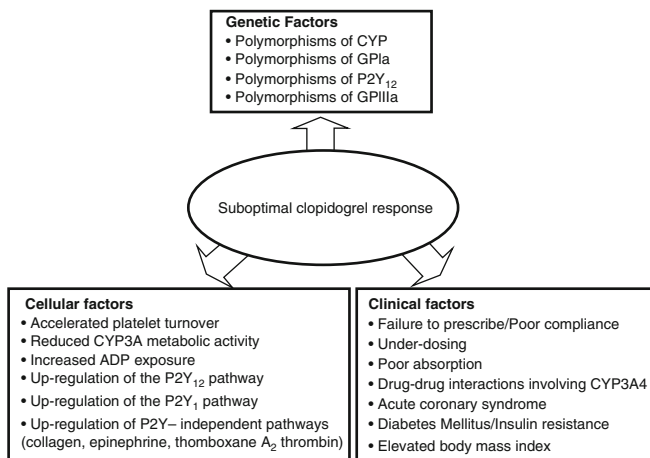 Genetic Factors
• Polymorphisms of CYP
• Polymorphisms of GPIa
• Polymorphisms of P2Y12
• Polymorphisms of GPIIIa
Suboptimal clopidogrel response
Cellular factors
• Accelerated platelet turnover
• Reduced CYP3A metabolic activity
• Increased ADP exposure
• Up-regulation of the P2Y12 pathway
• Up-regulation of the P2Y1 pathway
• Up-regulation of P2Y– independent pathways
(collagen, epinephrine, thomboxane A2 thrombin)
Clinical factors
• Failure to prescribe/Poor compliance
• Under-dosing
• Poor absorption
• Drug-drug interactions involving CYP3A4
• Acute coronary syndrome
• Diabetes Mellitus/Insulin resistance
• Elevated body mass index